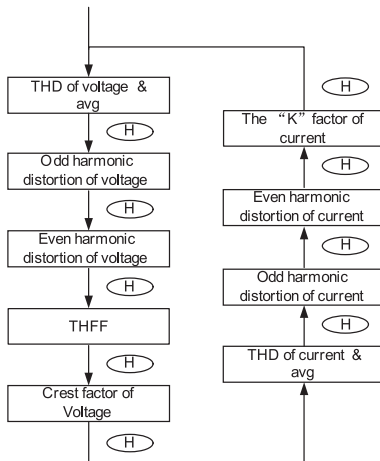 THD of voltage &
avg
H
Odd harmonic
distortion of voltage
H
Even harmonic
distortion of voltage
H
THFF
H
Crest factor of
Voltage
H
H
The “K” factor of
current
H
Even harmonic
distortion of current
H
Odd harmonic
distortion of current
H
THD of current &
avg